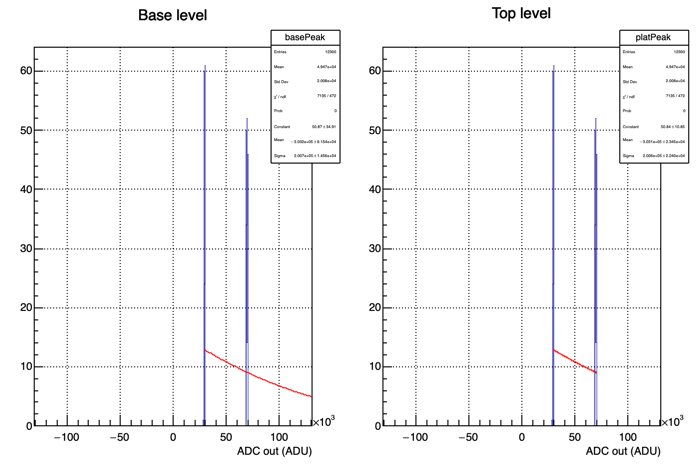 Base level
basePeak
Entries 10000
Mean 4.947e+04
Std Dev 2.008e+04
χ² / ndf 7135 / 472
Prob 0
Constant 50.87 ± 34.91
Mean
Sigma
60
50
40
30
20
10
0
−100 −50 0 50 100
×10³
ADC out (ADU)
Top level
platPeak
Entries 10000
Mean 4.947e+04
Std Dev 2.008e+04
χ² / ndf 7135 / 472
Prob 0
Constant 50.84 ± 10.85
Mean
Sigma
60
50
40
30
20
10
0
−100 −50 0 50 100
×10³
ADC out (ADU)